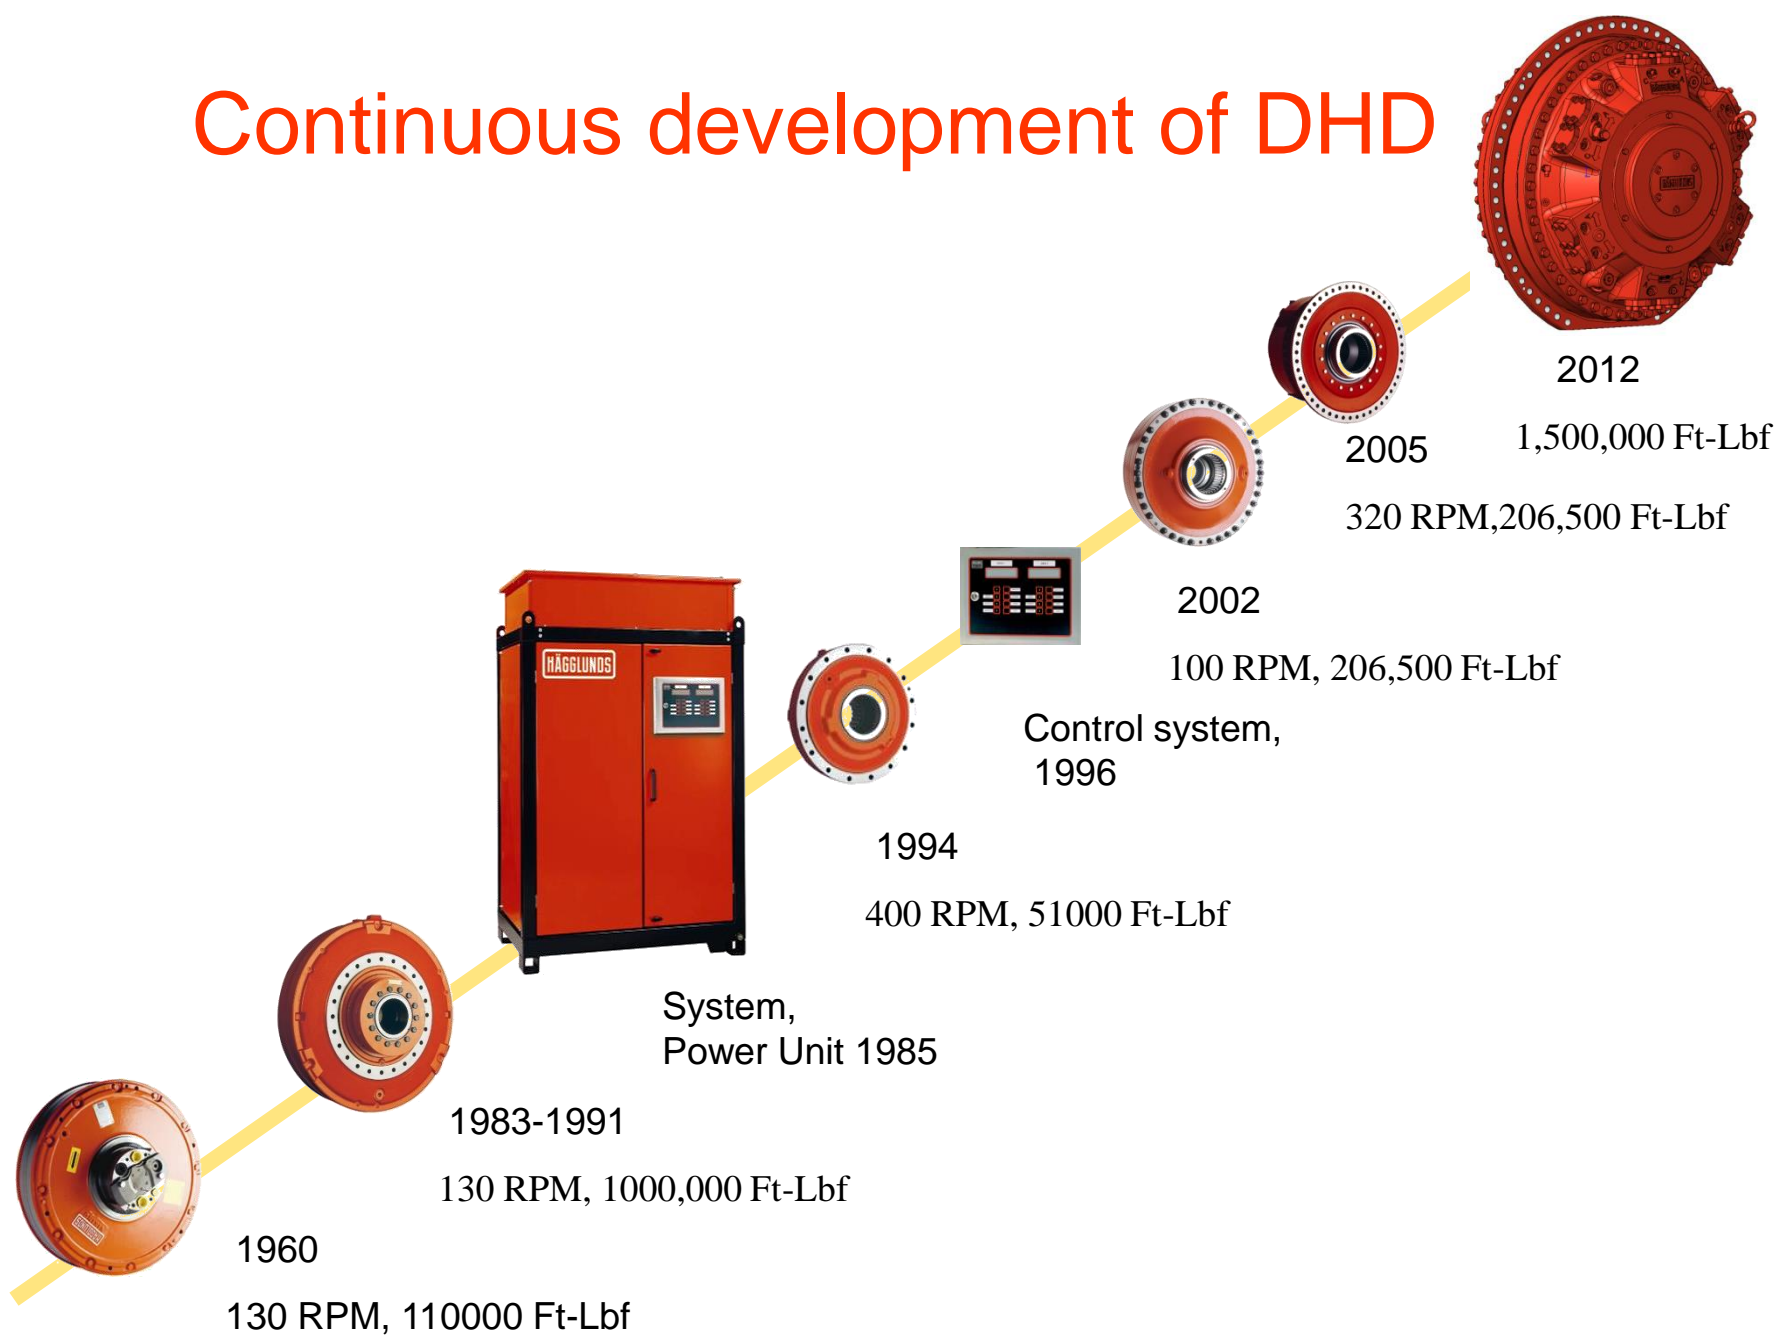 Continuous development of DHD
2012
1,500,000 Ft-Lbf
2005
320 RPM,206,500 Ft-Lbf
2002
100 RPM, 206,500 Ft-Lbf
HÄGGLUNDS
Control system,
1996
1994
400 RPM, 51000 Ft-Lbf
System,
Power Unit 1985
1983-1991
130 RPM, 1000,000 Ft-Lbf
1960
130 RPM, 110000 Ft-Lbf